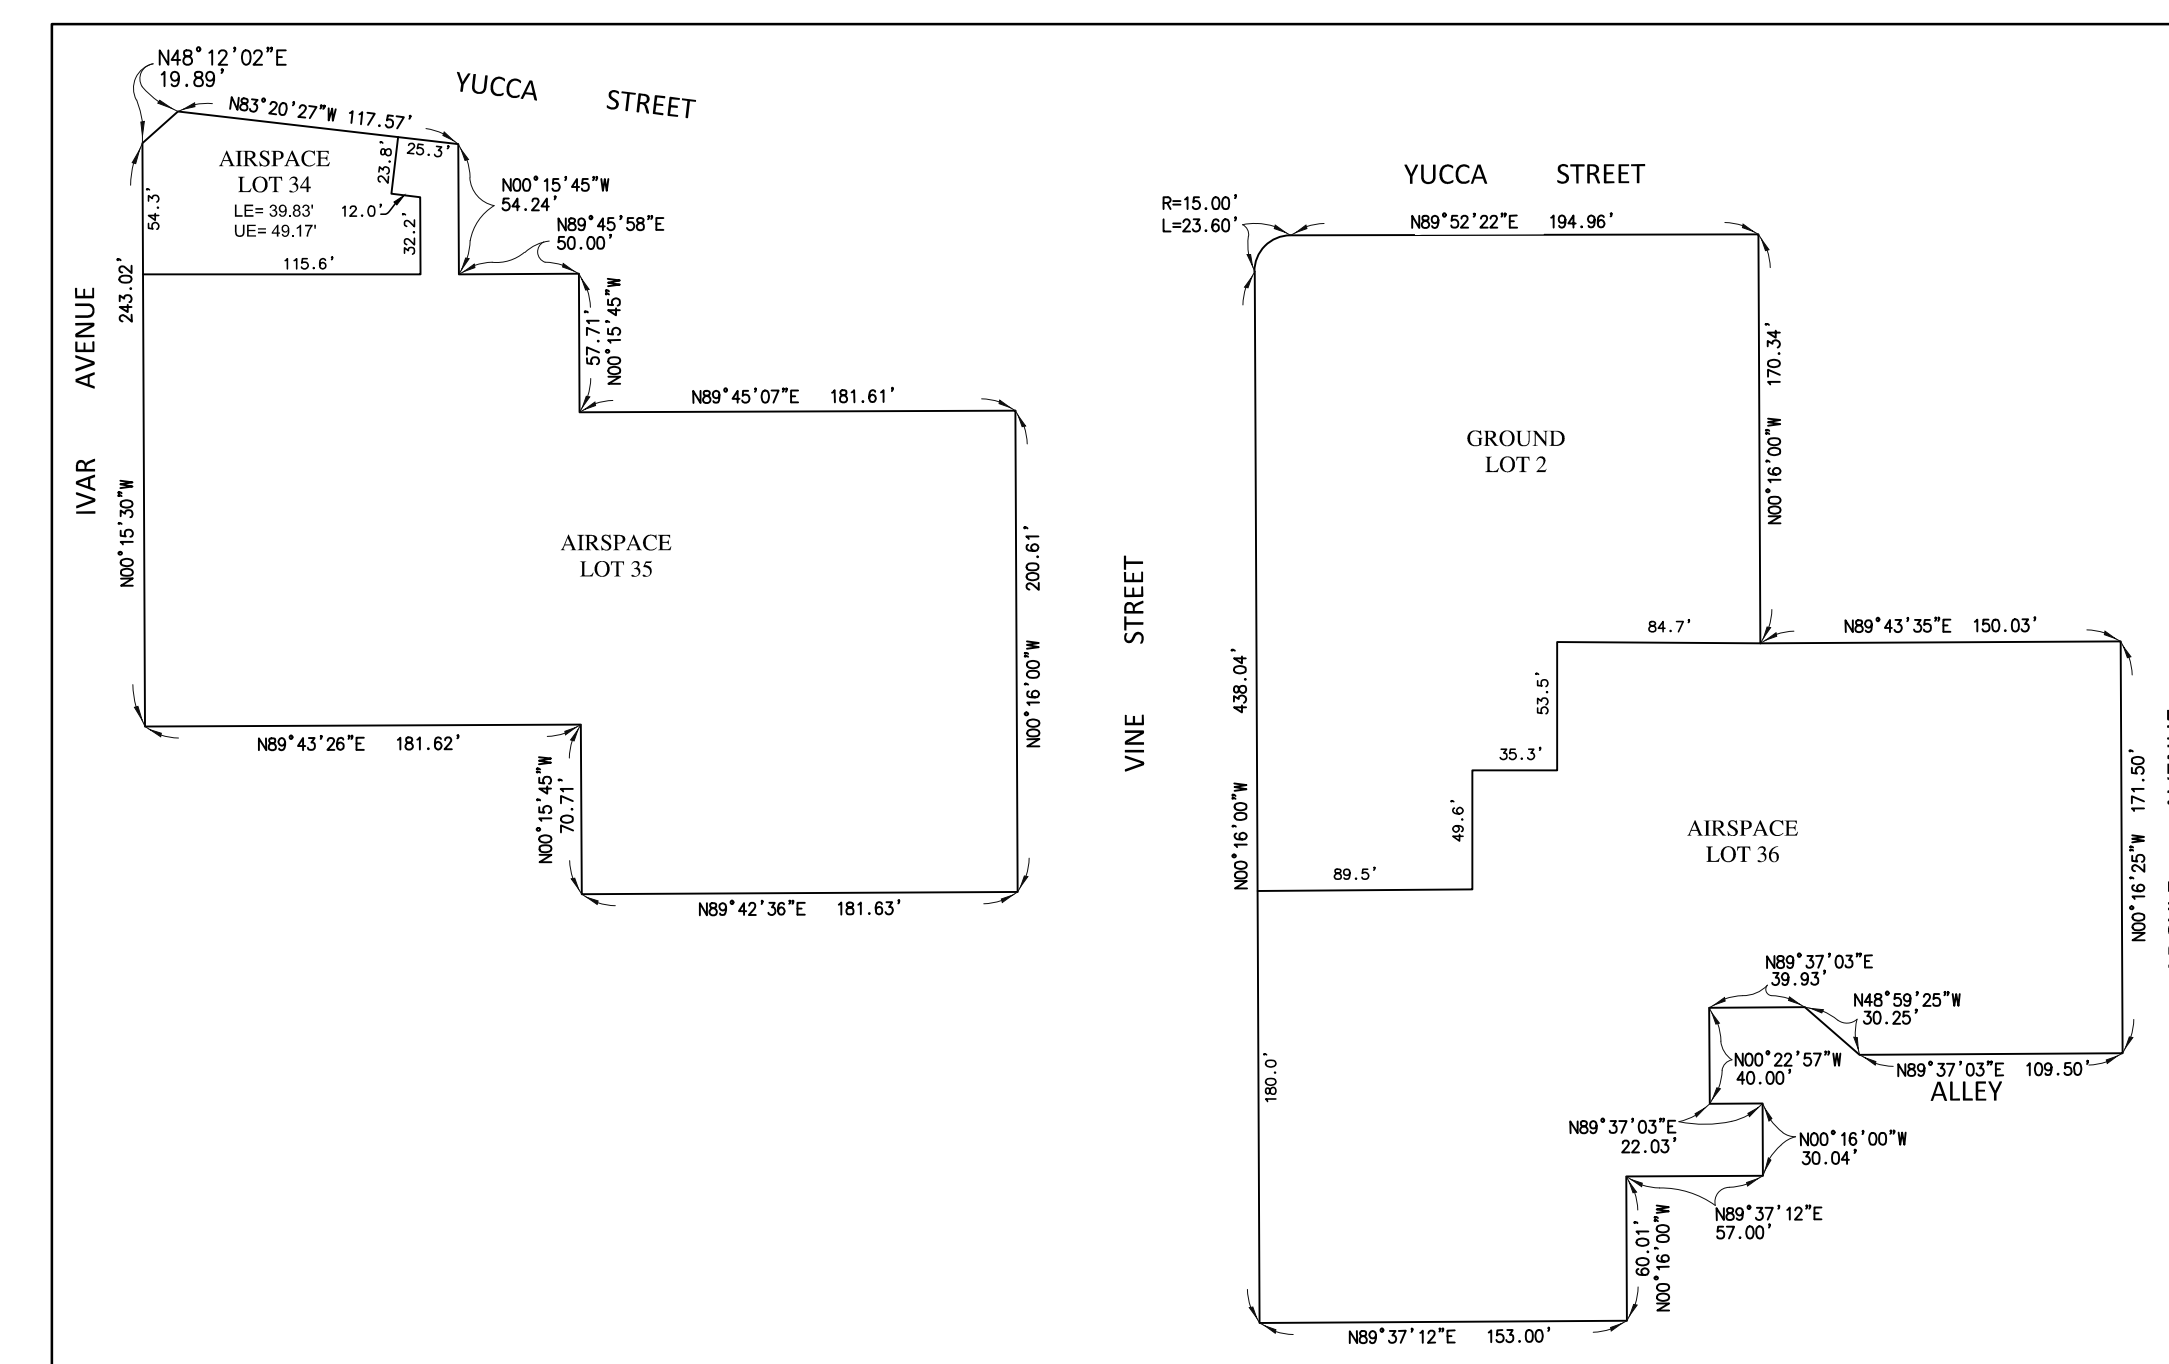 N48°12'02"E
19.89'
YUCCA STREET
N83°20'27"W 117.57'
25.3'
23.8'
AIRSPACE
LOT 34
LE= 39.83'
UE= 49.17'
12.0'
32.2'
54.3'
115.6'
N00°15'45"W
54.24'
N89°45'58"E
50.00'
57.71'
N00°15'45"W
243.02'
N00°15'30"W
IVAR AVENUE
N89°45'07"E 181.61'
AIRSPACE
LOT 35
200.61'
N00°16'00"W
N89°43'26"E 181.62'
N00°15'45"W
70.71'
N89°42'36"E 181.63'
VINE STREET
YUCCA STREET
R=15.00'
L=23.60'
N89°52'22"E 194.96'
170.34'
N00°16'00"W
GROUND
LOT 2
84.7'
N89°43'35"E 150.03'
53.5'
35.3'
49.6'
89.5'
438.04'
N00°16'00"W
AIRSPACE
LOT 36
N00°16'25"W 171.50'
N89°37'03"E
39.93'
N48°59'25"W
30.25'
N00°22'57"W
40.00'
N89°37'03"E 109.50'
ALLEY
180.0'
N89°37'03"E
22.03'
N00°16'00"W
30.04'
N89°37'12"E
57.00'
60.01'
N00°16'00"W
N89°37'12"E 153.00'